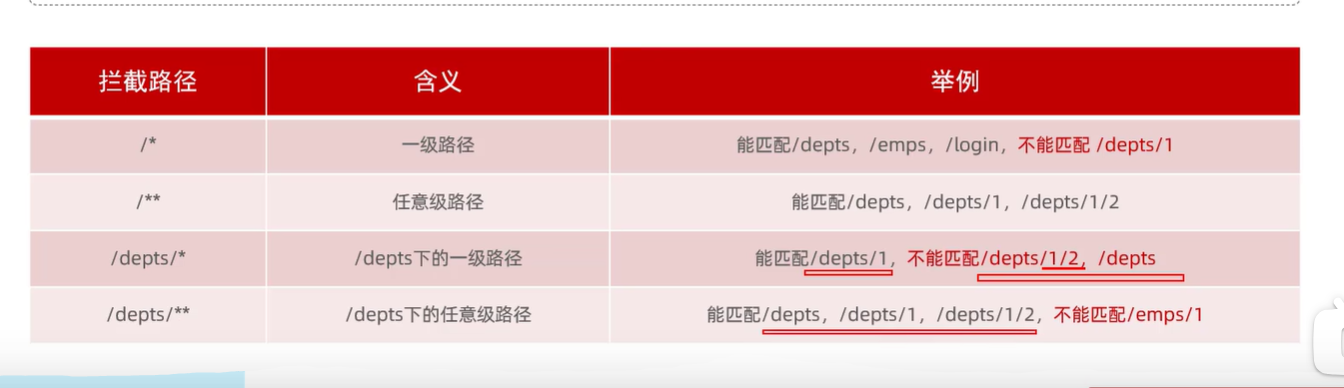 拦截路径 含义 举例
/* 一级路径 能匹配/depts，/emps，/login，不能匹配 /depts/1
/** 任意级路径 能匹配/depts，/depts/1，/depts/1/2
/depts/* /depts下的一级路径 能匹配/depts/1，不能匹配/depts/1/2，/depts
/depts/** /depts下的任意级路径 能匹配/depts，/depts/1，/depts/1/2，不能匹配/emps/1